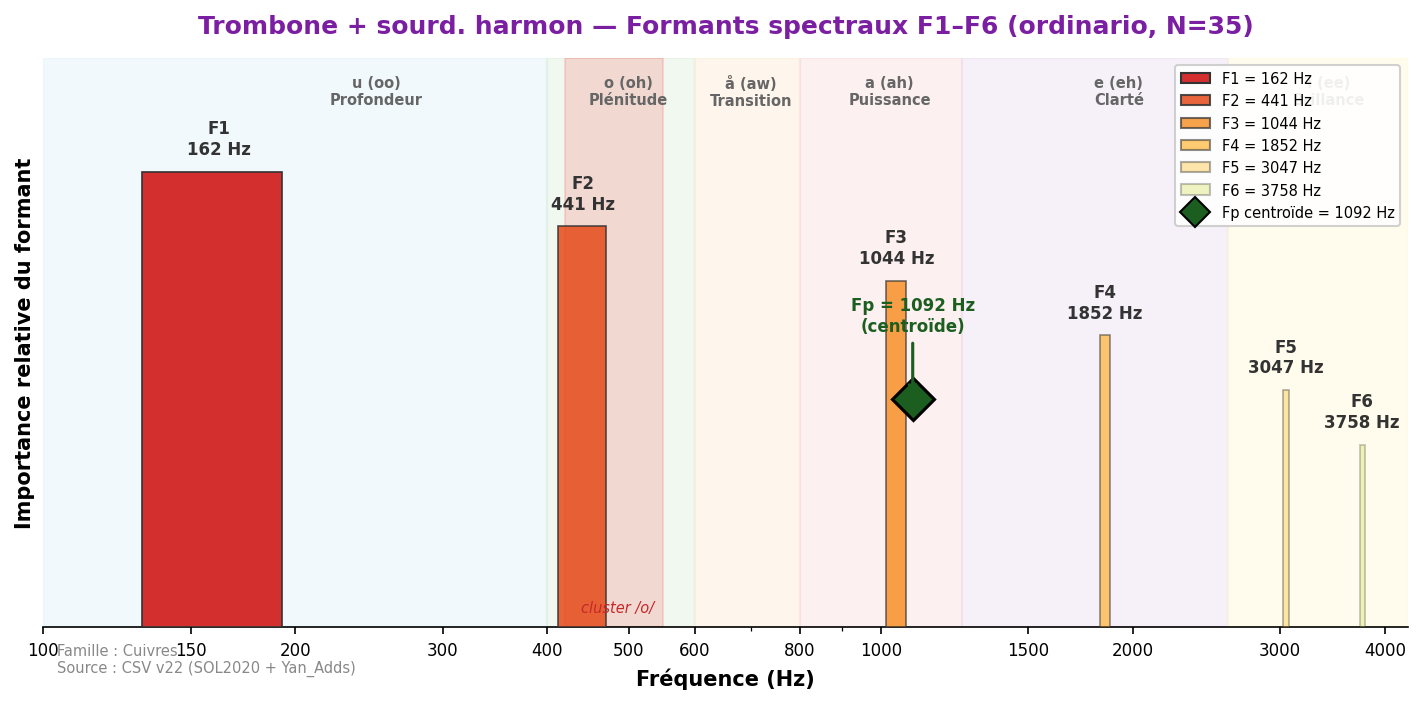 Trombone + sourd. harmon — Formants spectraux F1–F6 (ordinario, N=35)
u (oo)
Profondeur
o (oh)
Plénitude
å (aw)
Transition
a (ah)
Puissance
e (eh)
Clarté
(ee)
F1 = 162 Hz
F2 = 441 Hz
F3 = 1044 Hz
F4 = 1852 Hz
F5 = 3047 Hz
F6 = 3758 Hz
Fp centroïde = 1092 Hz
F1
162 Hz
F2
441 Hz
F3
1044 Hz
Fp = 1092 Hz
(centroïde)
F4
1852 Hz
F5
3047 Hz
F6
3758 Hz
cluster /o/
Importance relative du formant
100 150 200 300 400 500 600 800 1000 1500 2000 3000 4000
Famille : Cuivres
Source : CSV v22 (SOL2020 + Yan_Adds)
Fréquence (Hz)